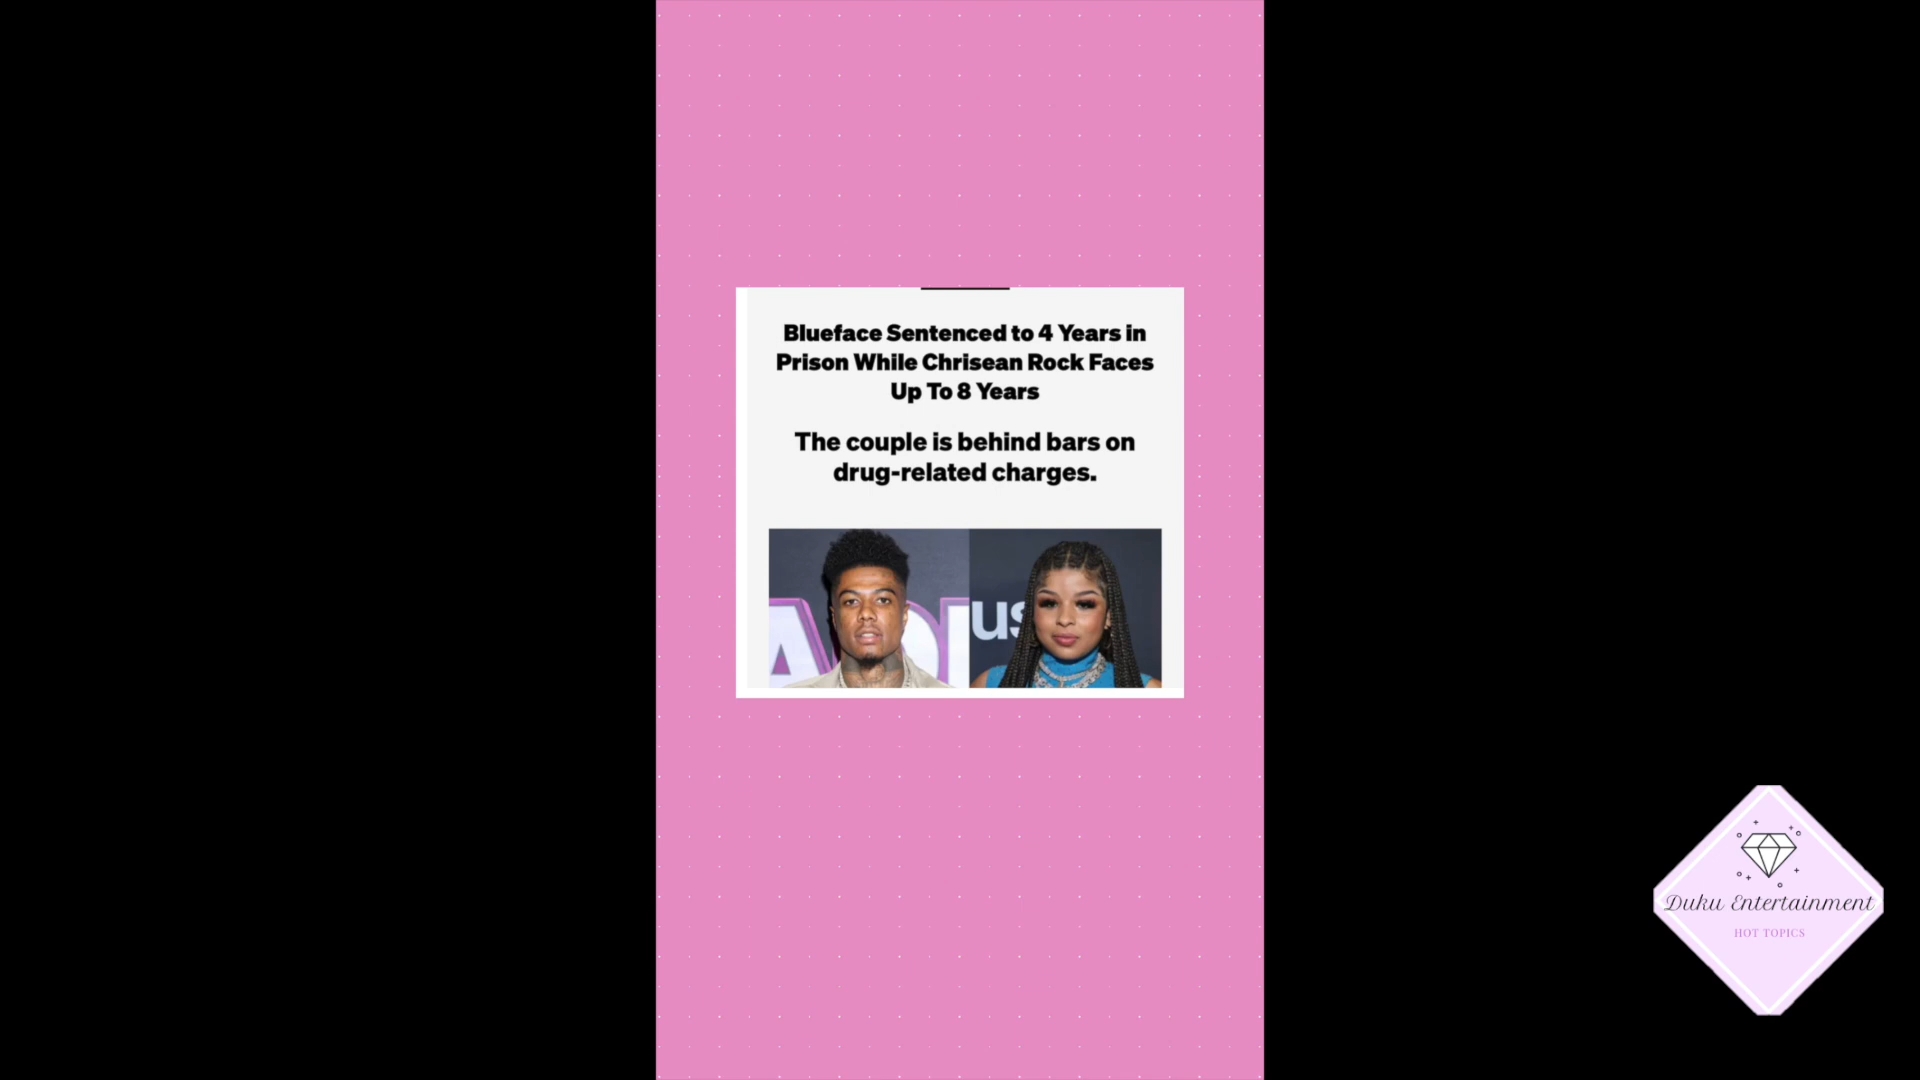 Blueface Sentenced to 4 Years in
Prison While Chrisean Rock Faces
Up To 8 Years
The couple is behind bars on
drug-related charges.
us
Duku Entertainment
HOT TOPICS